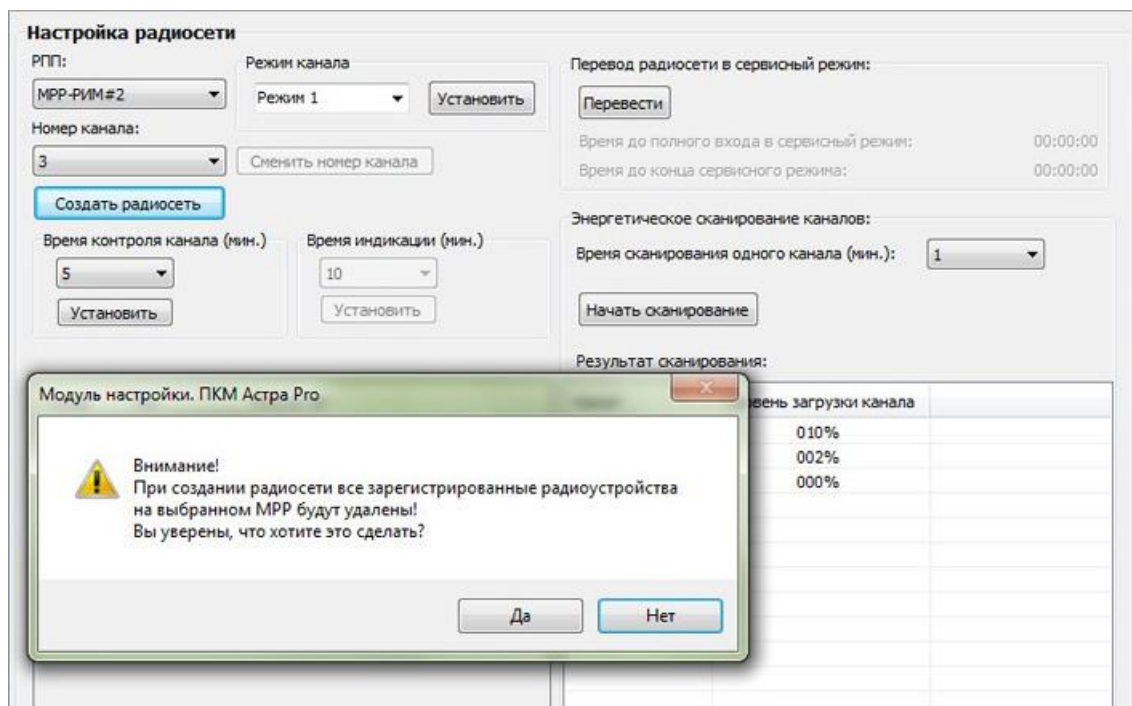 Настройка радиосети
РПП:
МРР-РИМ#2
Режим канала
Режим 1
Установить
Номер канала:
3
Сменить номер канала
Создать радиосеть
Время контроля канала (мин.)
5
Установить
Время индикации (мин.)
10
Установить
Перевод радиосети в сервисный режим:
Перевести
Время до полного входа в сервисный режим: 00:00:00
Время до конца сервисного режима: 00:00:00
Энергетическое сканирование каналов:
Время сканирования одного канала (мин.): 1
Начать сканирование
Результат сканирования:
загрузки канала
010%
002%
000%
Модуль настройки. ПКМ Астра Pro
Внимание!
При создании радиосети все зарегистрированные радиоустройства
на выбранном МРР будут удалены!
Вы уверены, что хотите это сделать?
Да
Нет